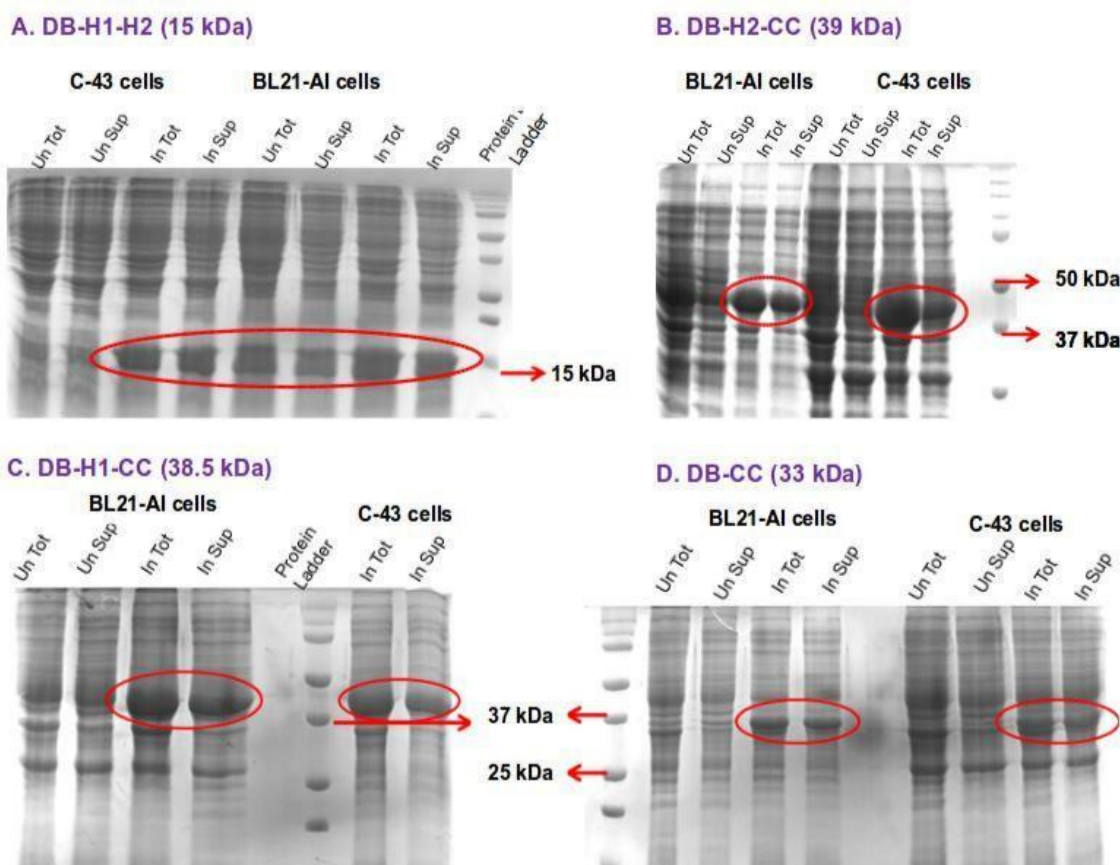 A. DB-H1-H2 (15 kDa)
C-43 cells BL21-AI cells
Un Tot Un Sup In Tot In Sup Un Tot Un Sup In Tot In Sup Protein Ladder
15 kDa
B. DB-H2-CC (39 kDa)
BL21-AI cells C-43 cells
Un Tot Un Sup In Tot In Sup Un Tot Un Sup In Tot In Sup
50 kDa
37 kDa
C. DB-H1-CC (38.5 kDa)
BL21-AI cells C-43 cells
Un Tot Un Sup In Tot In Sup Protein Ladder In Tot In Sup
37 kDa
25 kDa
D. DB-CC (33 kDa)
BL21-AI cells C-43 cells
Un Tot Un Sup In Tot In Sup Un Tot Un Sup In Tot In Sup